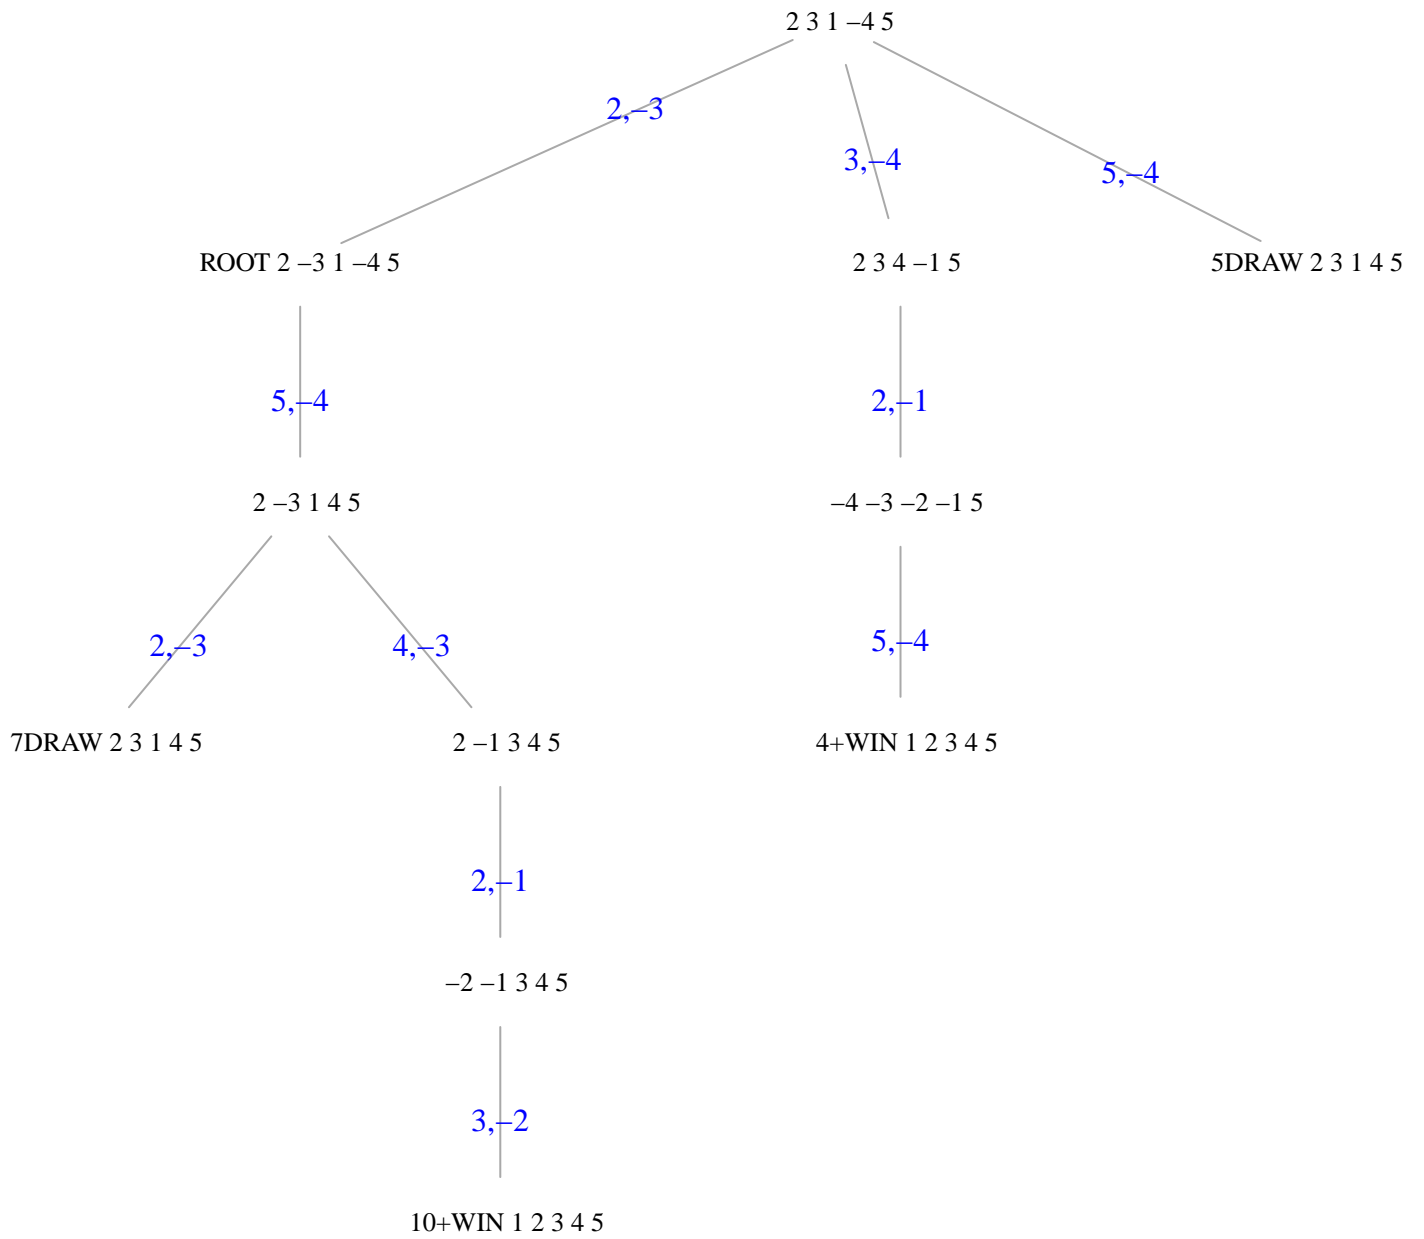 2 3 1 –4 5
2,–3
3,–4
5,–4
ROOT 2 –3 1 –4 5
2 3 4 –1 5
5DRAW 2 3 1 4 5
5,–4
2,–1
2 –3 1 4 5
–4 –3 –2 –1 5
2,–3
4,–3
5,–4
7DRAW 2 3 1 4 5
2 –1 3 4 5
4+WIN 1 2 3 4 5
2,–1
–2 –1 3 4 5
3,–2
10+WIN 1 2 3 4 5